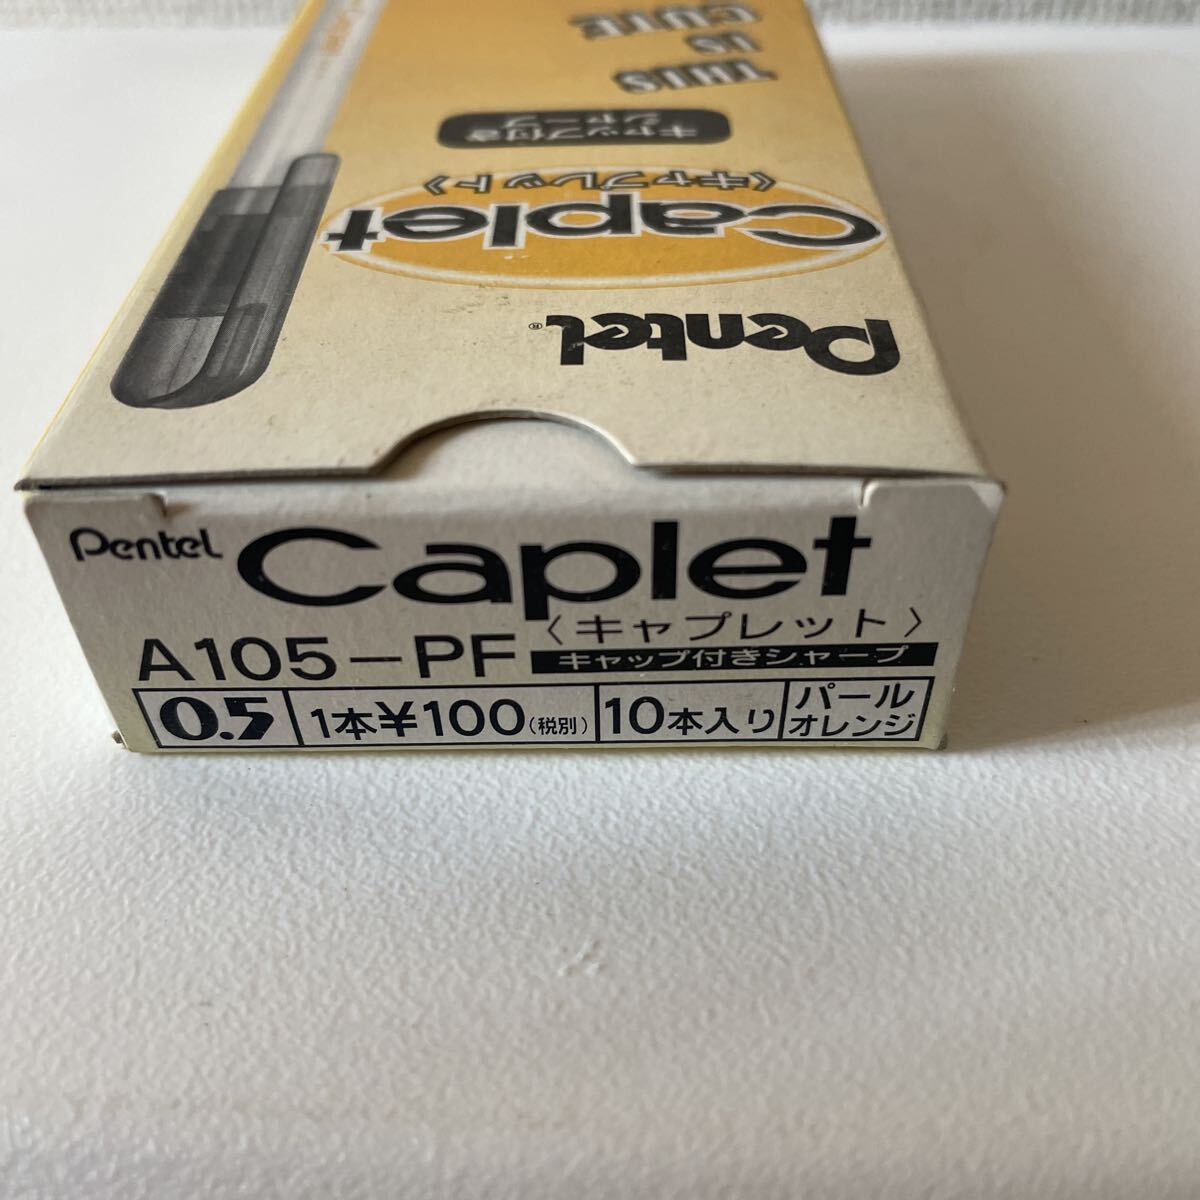 THIS
IS
CUTE
キャップ付き
シャープ
《キャプレット》
Caplet
Pentel®
Pentel Caplet
〈キャプレット〉
A105-PF キャップ付きシャープ
0.5 1本¥100(税別) 10本入り パール
オレンジ